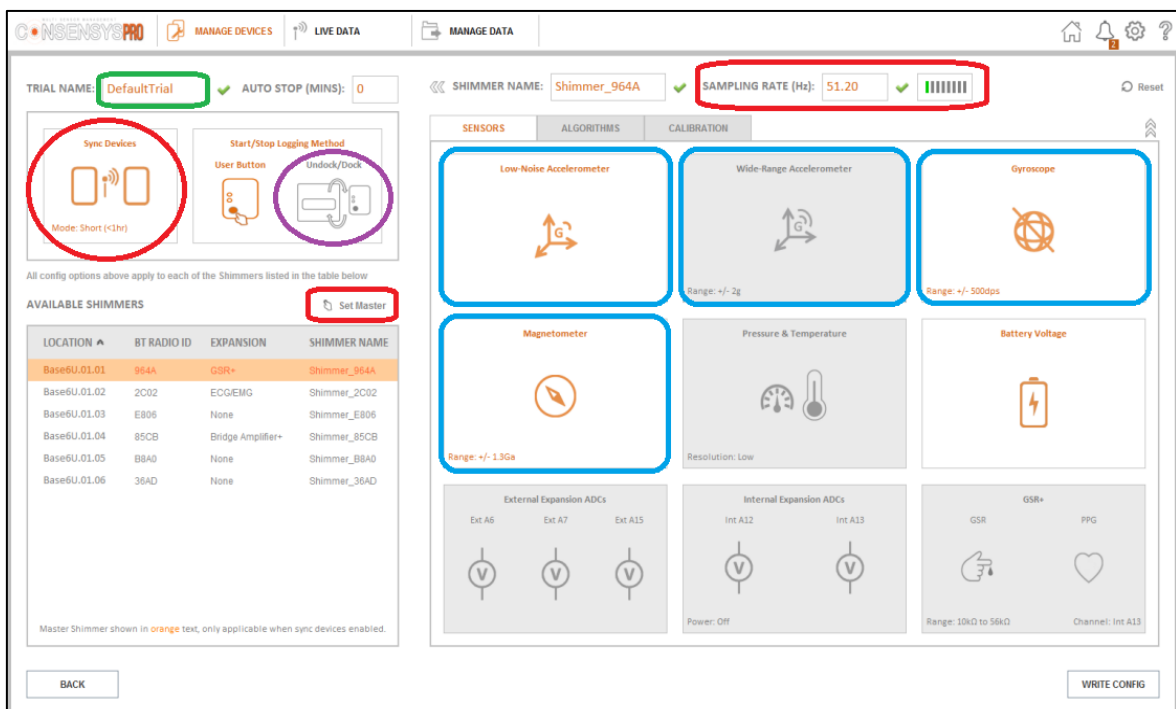 MULTI SENSOR MANAGEMENT
CONSENSYSPRO
MANAGE DEVICES
LIVE DATA
MANAGE DATA
2
?
TRIAL NAME: DefaultTrial
AUTO STOP (MINS): 0
SHIMMER NAME: Shimmer_964A
SAMPLING RATE (Hz): 51.20
Reset
Sync Devices
Mode: Short (<1hr)
Start/Stop Logging Method
User Button
Undock/Dock
All config options above apply to each of the Shimmers listed in the table below
AVAILABLE SHIMMERS
Set Master
LOCATION BT RADIO ID EXPANSION SHIMMER NAME
Base6U.01.01 964A GSR+ Shimmer_964A
Base6U.01.02 2C02 ECG/EMG Shimmer_2C02
Base6U.01.03 E806 None Shimmer_E806
Base6U.01.04 85CB Bridge Amplifier+ Shimmer_85CB
Base6U.01.05 B8A0 None Shimmer_B8A0
Base6U.01.06 36AD None Shimmer_36AD
Master Shimmer shown in orange text, only applicable when sync devices enabled.
SENSORS
ALGORITHMS
CALIBRATION
Low-Noise Accelerometer
G
Wide-Range Accelerometer
G
Range: +/- 2g
Gyroscope
Range: +/- 500dps
Magnetometer
Range: +/- 1.3Ga
Pressure & Temperature
Resolution: Low
Battery Voltage
External Expansion ADCs
Ext A6 Ext A7 Ext A15
V V V
Internal Expansion ADCs
Int A12 Int A13
V V
Power: Off
GSR+
GSR PPG
Range: 10kΩ to 56kΩ Channel: Int A13
BACK
WRITE CONFIG